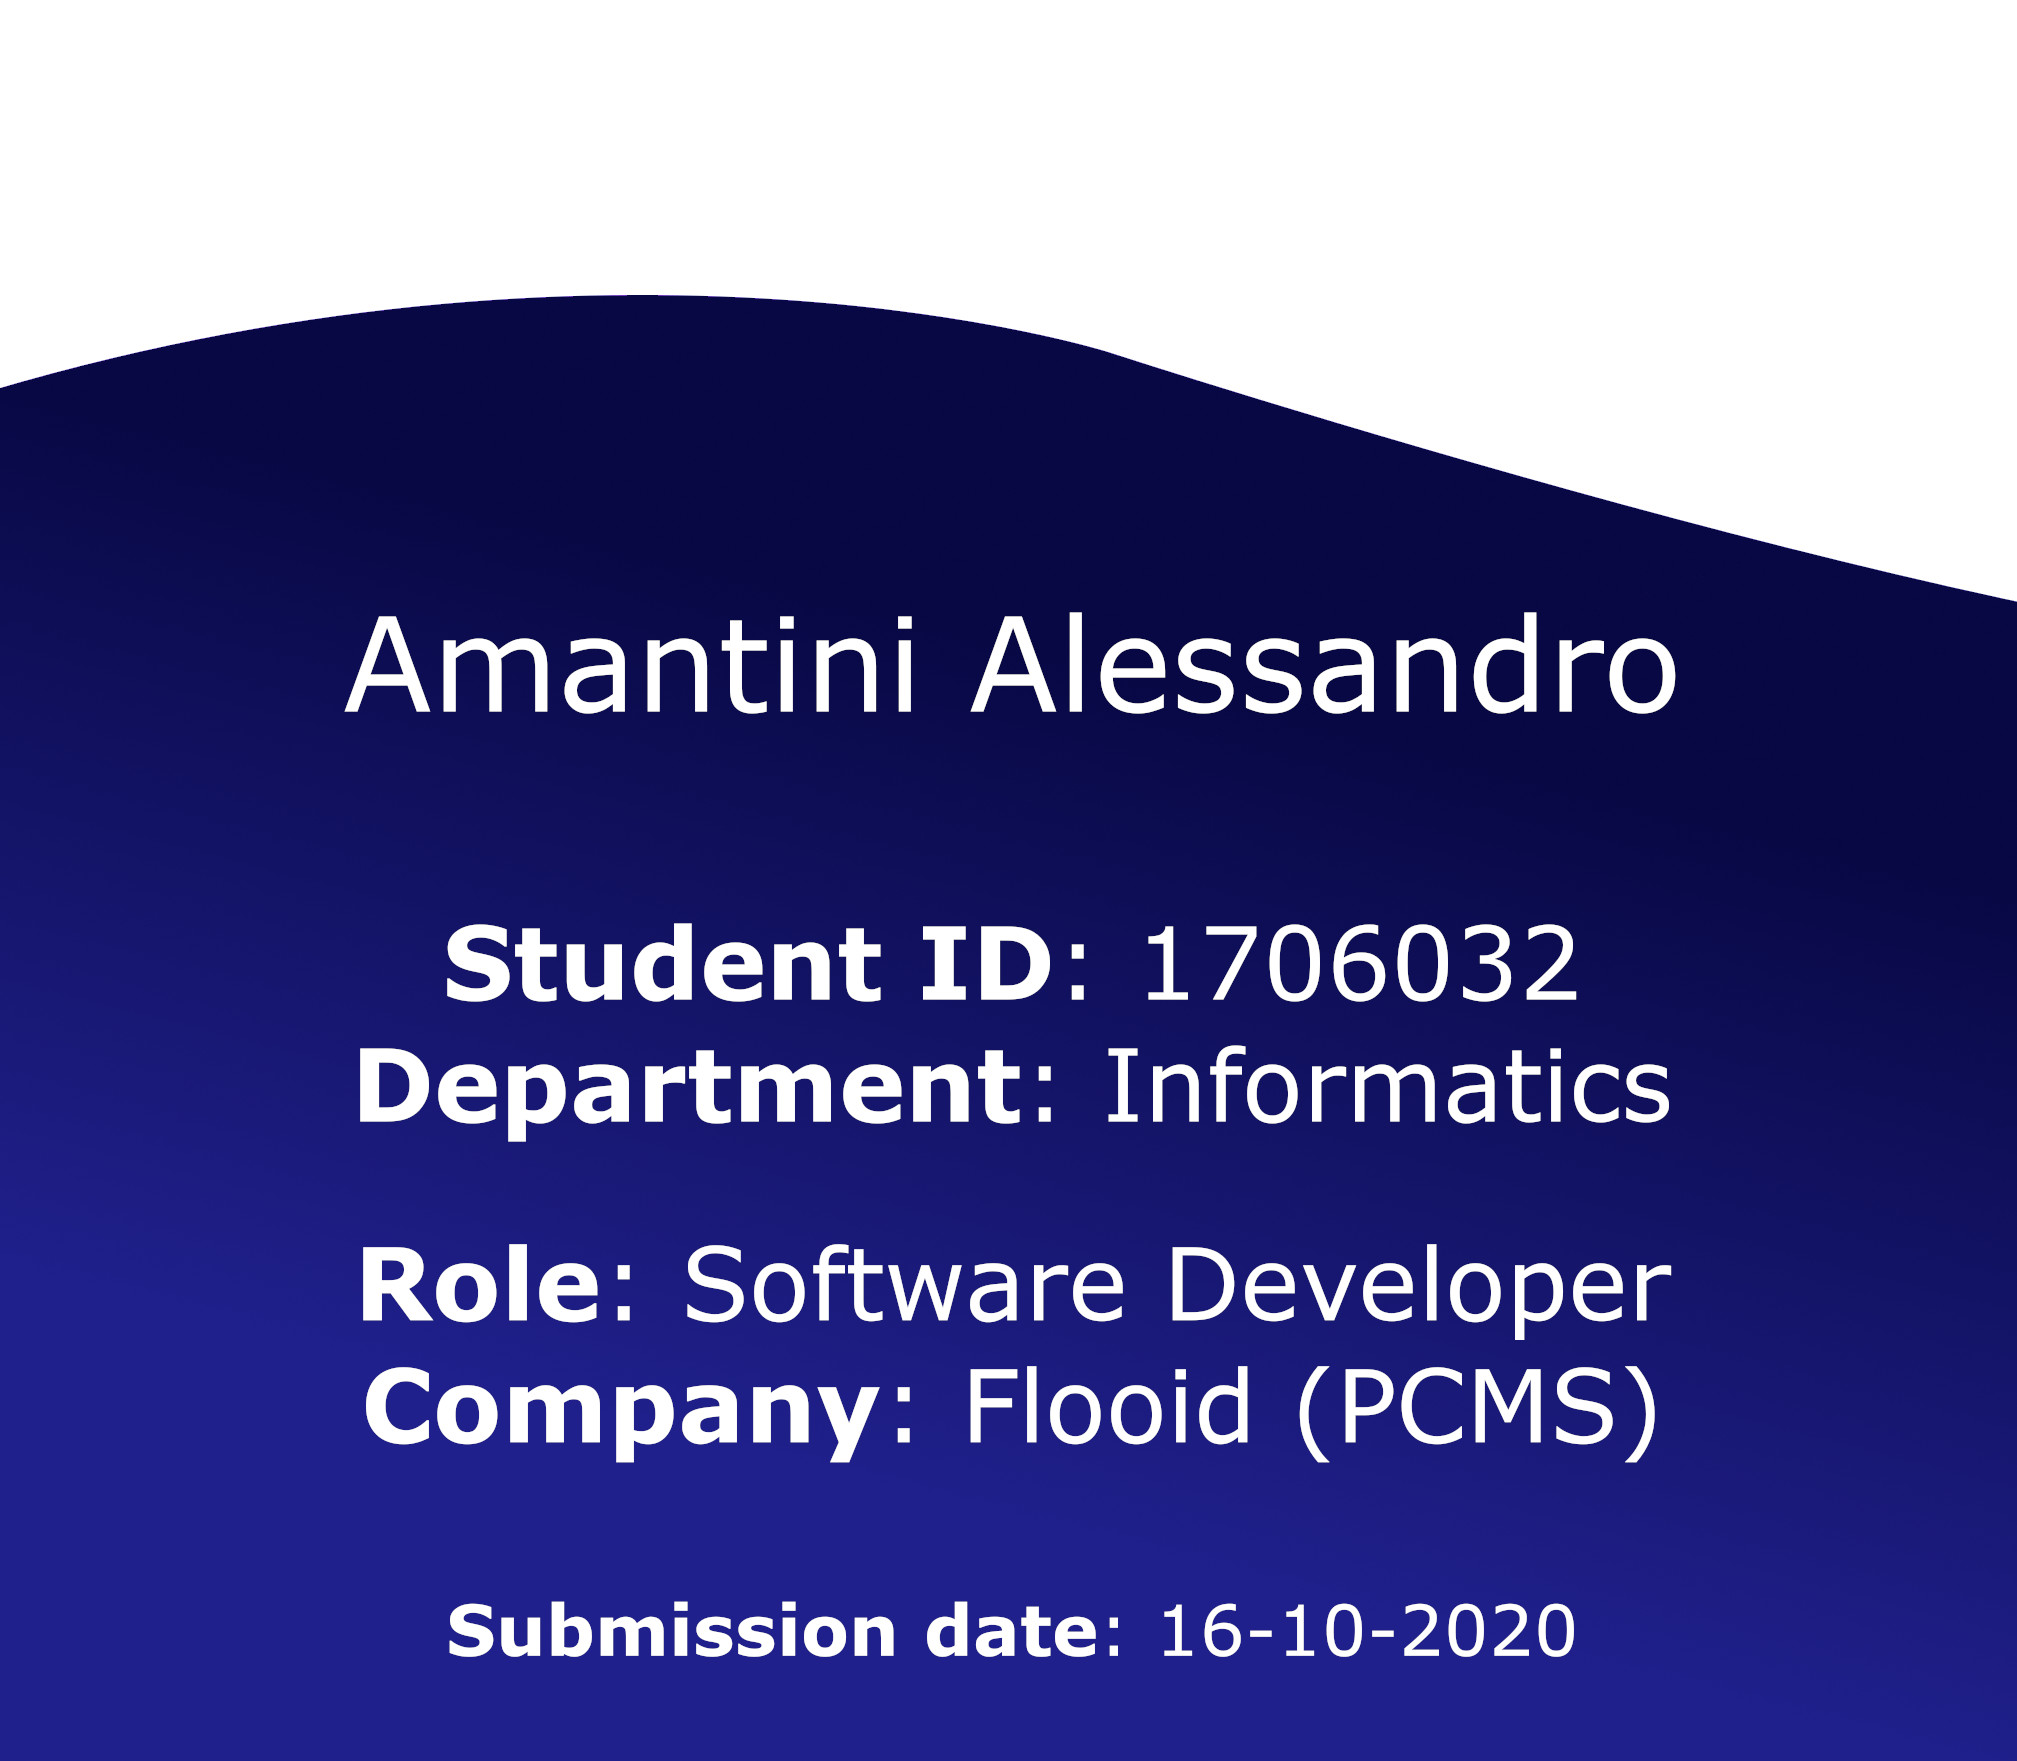 Amantini Alessandro
Student ID: 1706032
Department: Informatics
Role: Software Developer
Company: Flooid (PCMS)
Submission date: 16-10-2020